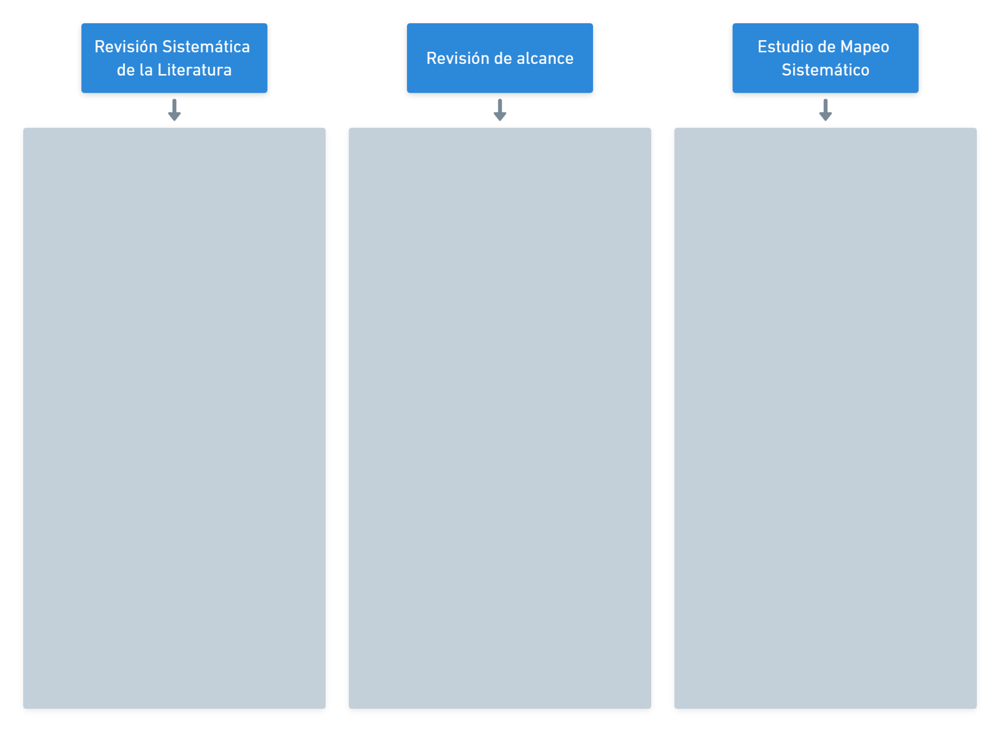 Revisión Sistemática
de la Literatura
Revisión de alcance
Estudio de Mapeo
Sistemático